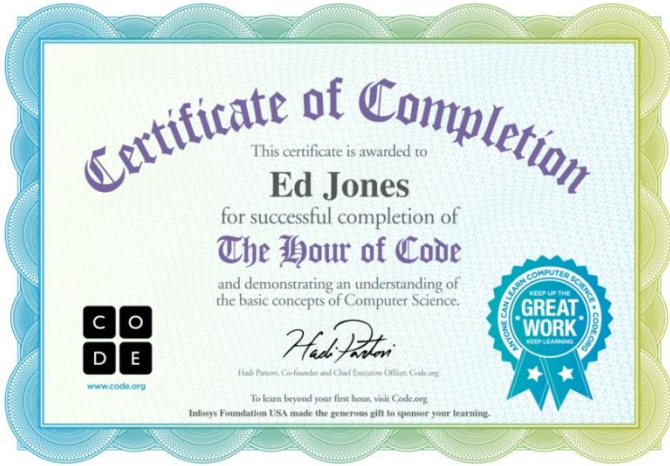 Certificate of Completion
This certificate is awarded to
Ed Jones
for successful completion of
The Hour of Code
and demonstrating an understanding of
the basic concepts of Computer Science.
C O
D E
www.code.org
Hadi Partovi
Hadi Partovi, Co-founder and Chief Executive Officer, Code.org
To learn beyond your first hour, visit Code.org
Infosys Foundation USA made the generous gift to sponsor your learning.
ANYONE CAN LEARN COMPUTER SCIENCE • CODE.ORG
KEEP UP THE
GREAT
WORK
KEEP LEARNING